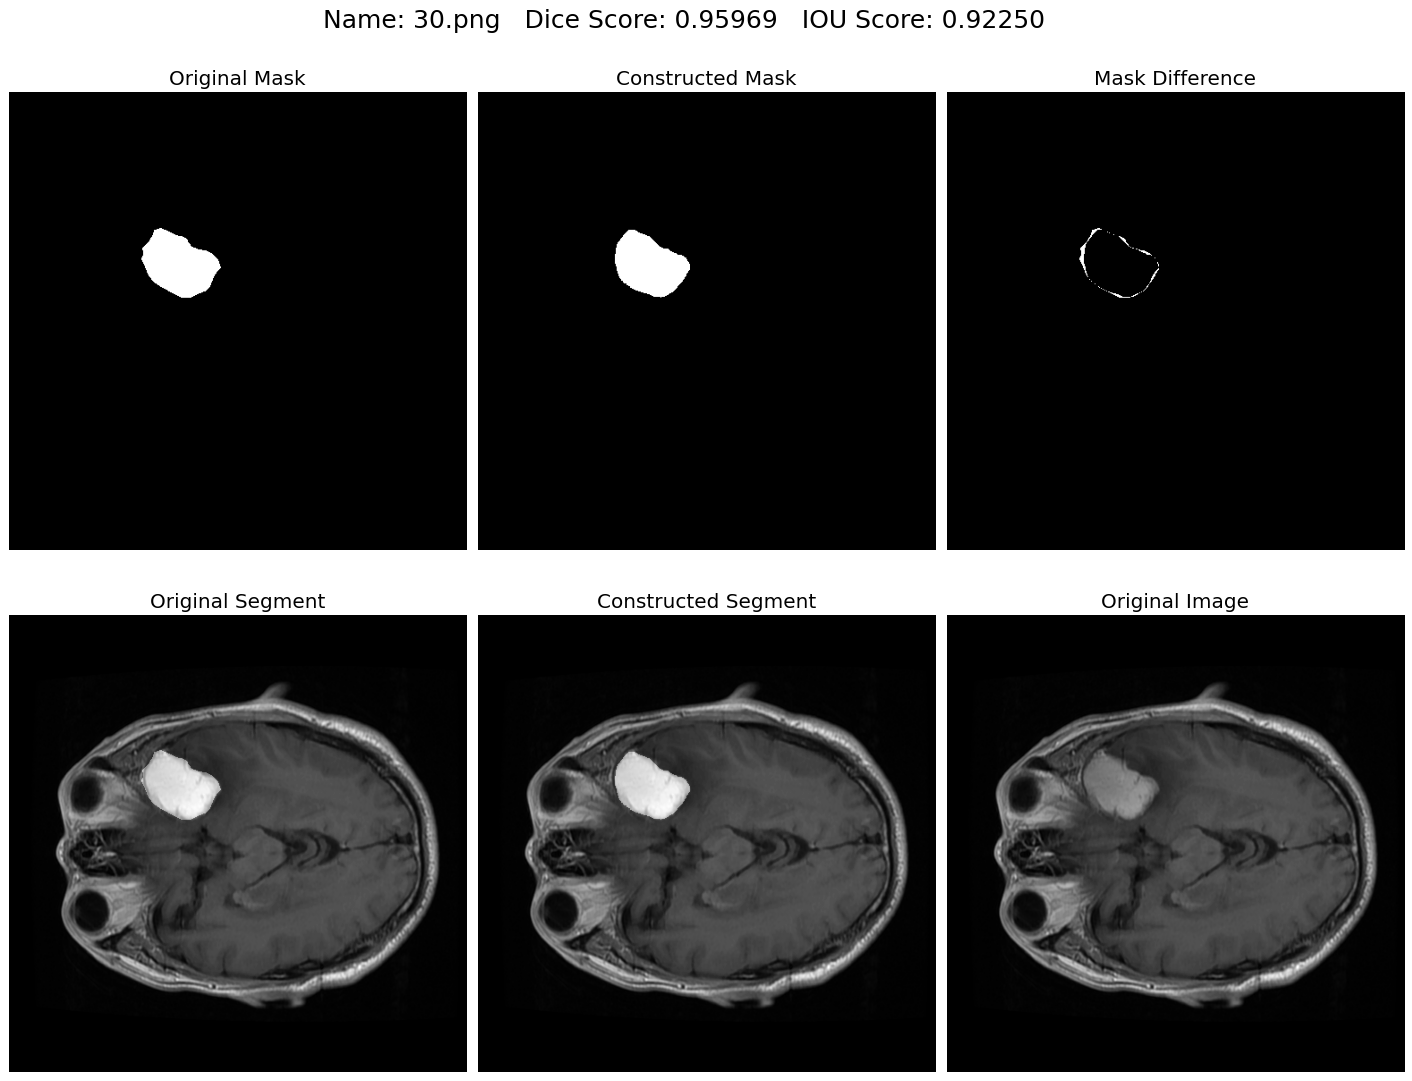 Name: 30.png   Dice Score: 0.95969   IOU Score: 0.92250
Original Mask
Constructed Mask
Mask Difference
Original Segment
Constructed Segment
Original Image